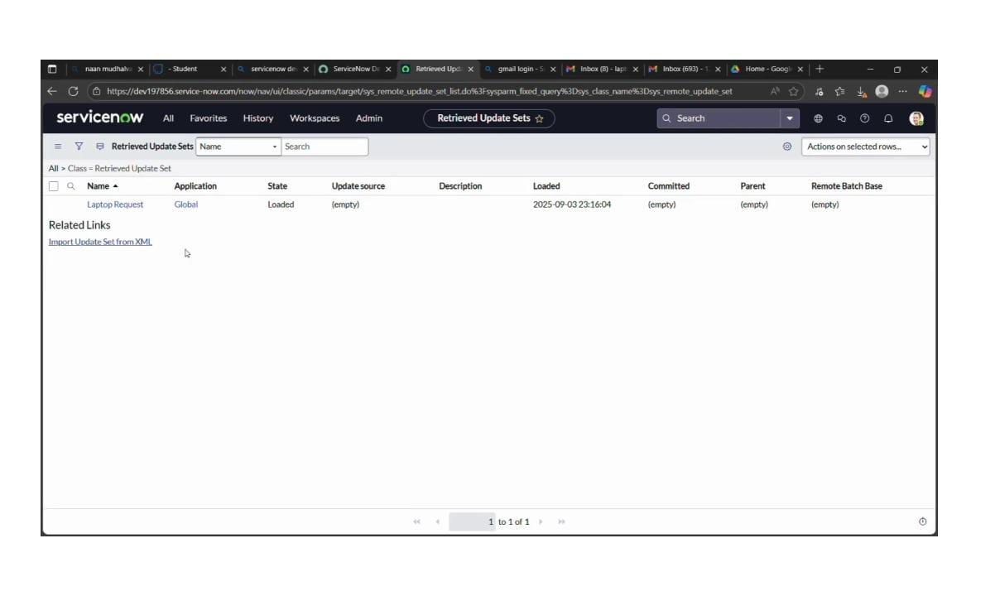 naan mudhalva - Student servicenow dev ServiceNow De Retrieved Upda gmail login - S Inbox (8) - lapt Inbox (693) - 1 Home - Google
https://dev197856.service-now.com/now/nav/ui/classic/params/target/sys_remote_update_set_list.do%3Fsysparm_fixed_query%3Dsys_class_name%3Dsys_remote_update_set
servicenow All Favorites History Workspaces Admin Retrieved Update Sets Search
Retrieved Update Sets Name Search Actions on selected rows...
All > Class = Retrieved Update Set
Name Application State Update source Description Loaded Committed Parent Remote Batch Base
Laptop Request Global Loaded (empty) 2025-09-03 23:16:04 (empty) (empty) (empty)
Related Links
Import Update Set from XML
1 to 1 of 1